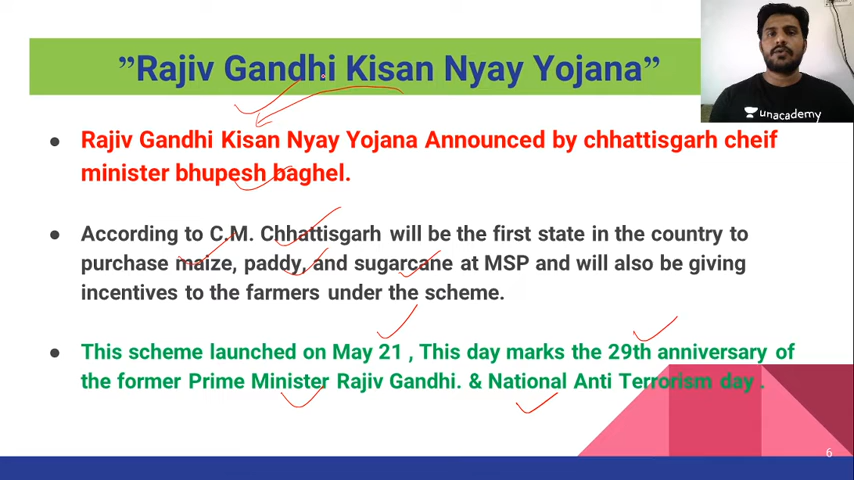 ”Rajiv Gandhi Kisan Nyay Yojana”
unacademy
● Rajiv Gandhi Kisan Nyay Yojana Announced by chhattisgarh cheif
minister bhupesh baghel.
● According to C.M. Chhattisgarh will be the first state in the country to
purchase maize, paddy, and sugarcane at MSP and will also be giving
incentives to the farmers under the scheme.
● This scheme launched on May 21 , This day marks the 29th anniversary of
the former Prime Minister Rajiv Gandhi. & National Anti Terrorism day .
6